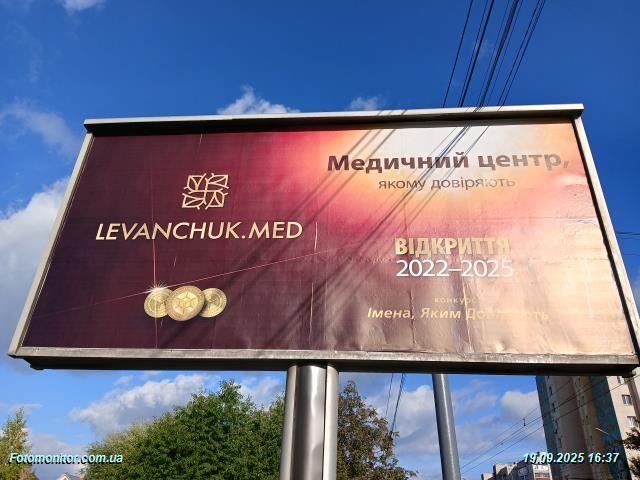 LEVANCHUK.MED
Медичний центр,
якому довіряють
ВІДКРИТТЯ
2022–2025
конкурс
Імена, Яким Довіряють
Fotomonitor.com.ua
19.09.2025 16:37